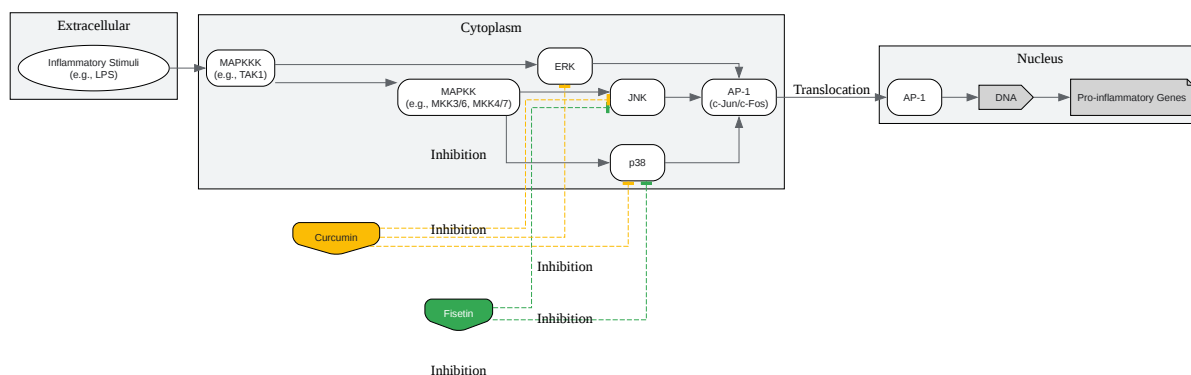 Extracellular
Inflammatory Stimuli
(e.g., LPS)
Cytoplasm
MAPKKK
(e.g., TAK1)
MAPKK
(e.g., MKK3/6, MKK4/7)
ERK
JNK
p38
AP-1
(c-Jun/c-Fos)
Translocation
Nucleus
AP-1
DNA
Pro-inflammatory Genes
Inhibition
Curcumin
Inhibition
Inhibition
Fisetin
Inhibition
Inhibition